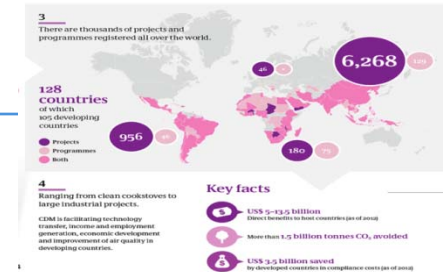 3
There are thousands of projects and
programmes registered all over the world.
128
countries
of which
105 developing
countries
Projects
Programmes
Both
46
6,268
129
956
180
75
4
Ranging from clean cookstoves to
large industrial projects.
CDM is facilitating technology
transfer, income and employment
generation, economic development
and improvement of air quality in
developing countries.
Key facts
US$ 5–13.5 billion
Direct benefits to host countries (as of 2012)
More than 1.5 billion tonnes CO₂ avoided
US$ 3.5 billion saved
by developed countries in compliance costs (as of 2012)